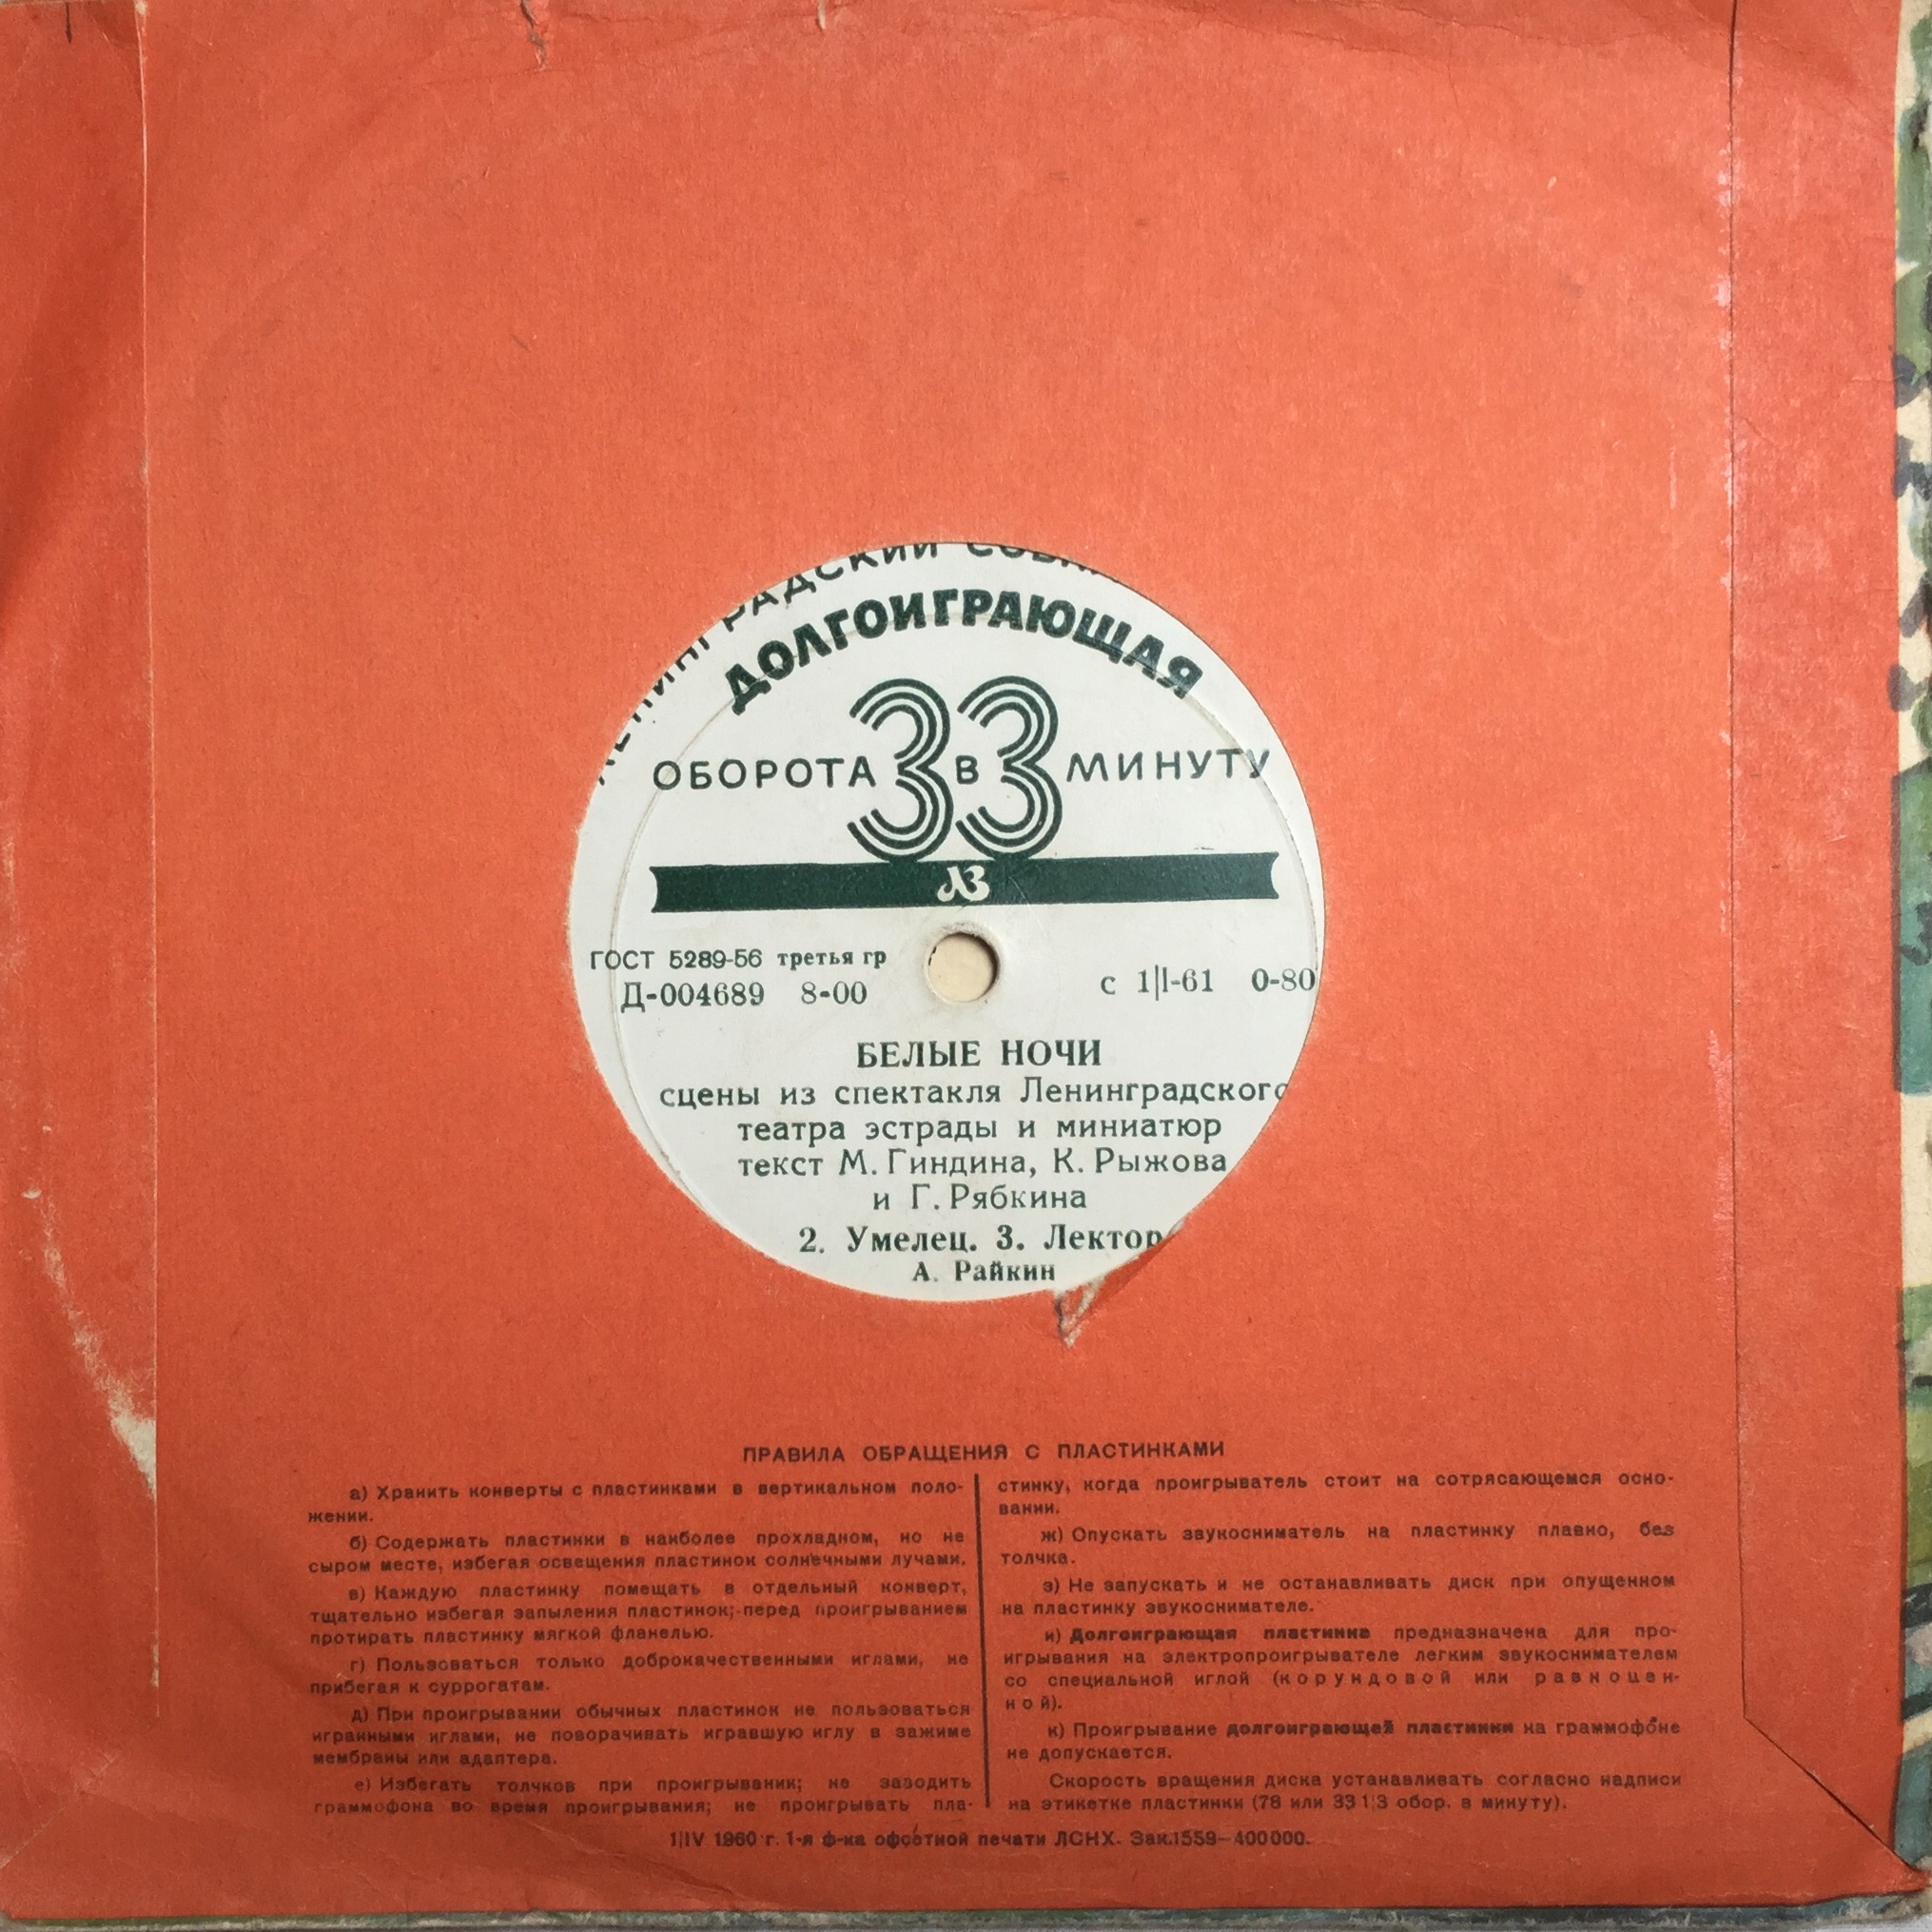 ЛЕНИНГРАДСКИЙ
ДОЛГОИГРАЮЩАЯ
ОБОРОТА 33 В МИНУТУ
ЛЗ
ГОСТ 5289-56 третья гр
Д-004689 8-00
с 1|I-61 0-80
БЕЛЫЕ НОЧИ
сцены из спектакля Ленинградского
театра эстрады и миниатюр
текст М. Гиндина, К. Рыжова
и Г. Рябкина
2. Умелец. 3. Лектор
А. Райкин
ПРАВИЛА ОБРАЩЕНИЯ С ПЛАСТИНКАМИ
а) Хранить конверты с пластинками в вертикальном поло-
жении.
б) Содержать пластинки в наиболее прохладном, но не
сыром месте, избегая освещения пластинок солнечными лучами.
в) Каждую пластинку помещать в отдельный конверт,
тщательно избегая запыления пластинок; перед проигрыванием
протирать пластинку мягкой фланелью.
г) Пользоваться только доброкачественными иглами, не
прибегая к суррогатам.
д) При проигрывании обычных пластинок не пользоваться
игранными иглами, не поворачивать игравшую иглу в зажиме
мембраны или адаптера.
е) Избегать толчков при проигрывании; не заводить
граммофона во время проигрывания; не проигрывать пла-
стинку, когда проигрыватель стоит на сотрясающемся осно-
вании.
ж) Опускать звукосниматель на пластинку плавно, без
толчка.
з) Не запускать и не останавливать диск при опущенном
на пластинку звукоснимателе.
и) Долгоиграющая пластинка предназначена для про-
игрывания на электропроигрывателе легким звукоснимателем
со специальной иглой (корундовой или равноцен-
ной).
к) Проигрывание долгоиграющей пластинки на граммофоне
не допускается.
Скорость вращения диска устанавливать согласно надписи
на этикетке пластинки (78 или 33 1|3 обор. в минуту).
1|IV 1960 г. 1-я ф-ка офсетной печати ЛСНХ. Зак.1559—400000.